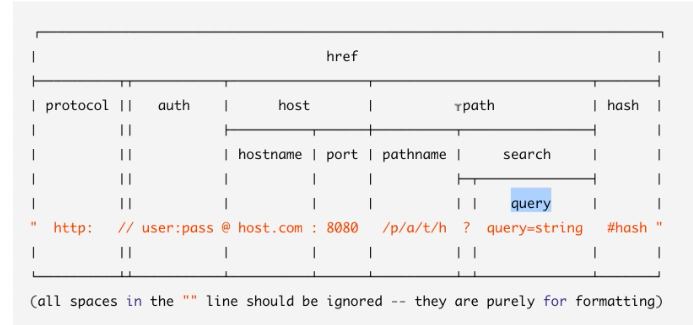 href
protocol auth host path hash
hostname port pathname search
query
" http: // user:pass @ host.com : 8080 /p/a/t/h ? query=string #hash "
(all spaces in the "" line should be ignored -- they are purely for formatting)